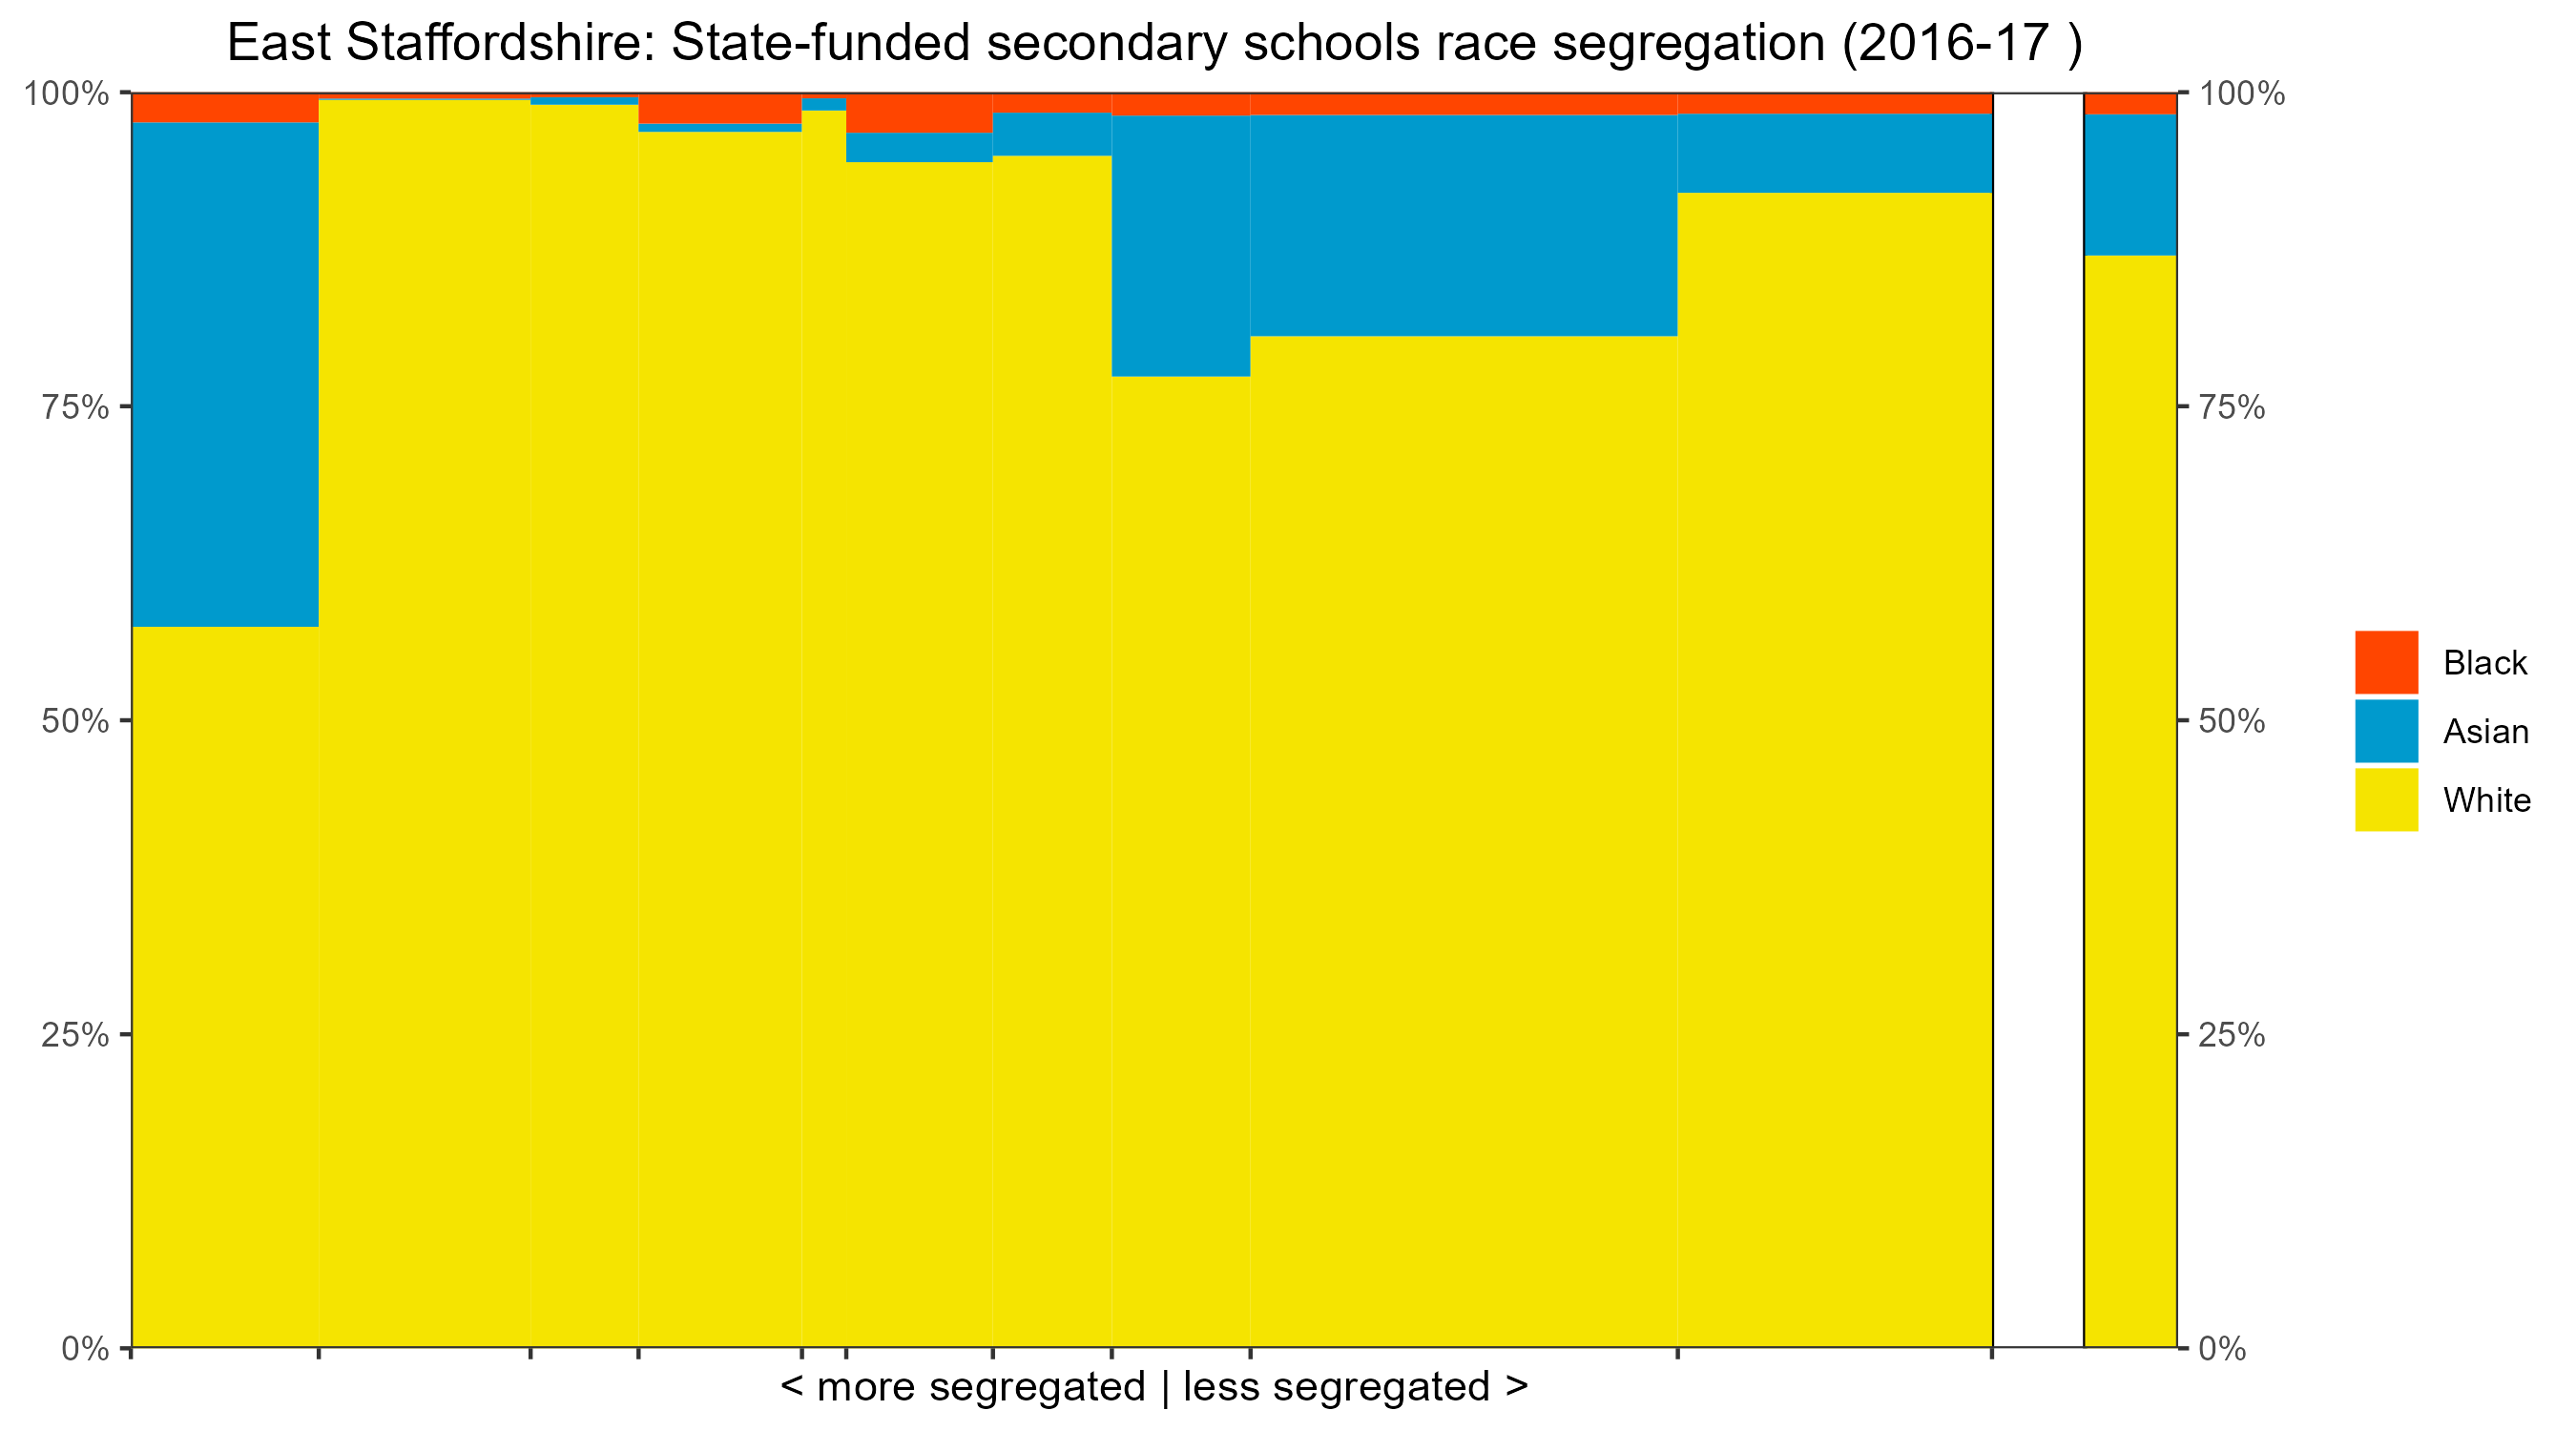 East Staffordshire: State-funded secondary schools race segregation (2016-17 )
100%
75%
50%
25%
0%
100%
75%
50%
25%
0%
Black
Asian
White
< more segregated | less segregated >